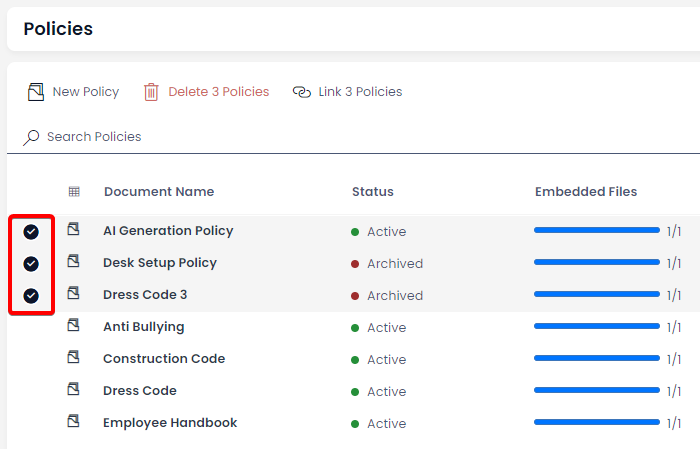 Policies
New Policy Delete 3 Policies Link 3 Policies
Search Policies
Document Name Status Embedded Files
AI Generation Policy Active 1/1
Desk Setup Policy Archived 1/1
Dress Code 3 Archived 1/1
Anti Bullying Active 1/1
Construction Code Active 1/1
Dress Code Active 1/1
Employee Handbook Active 1/1